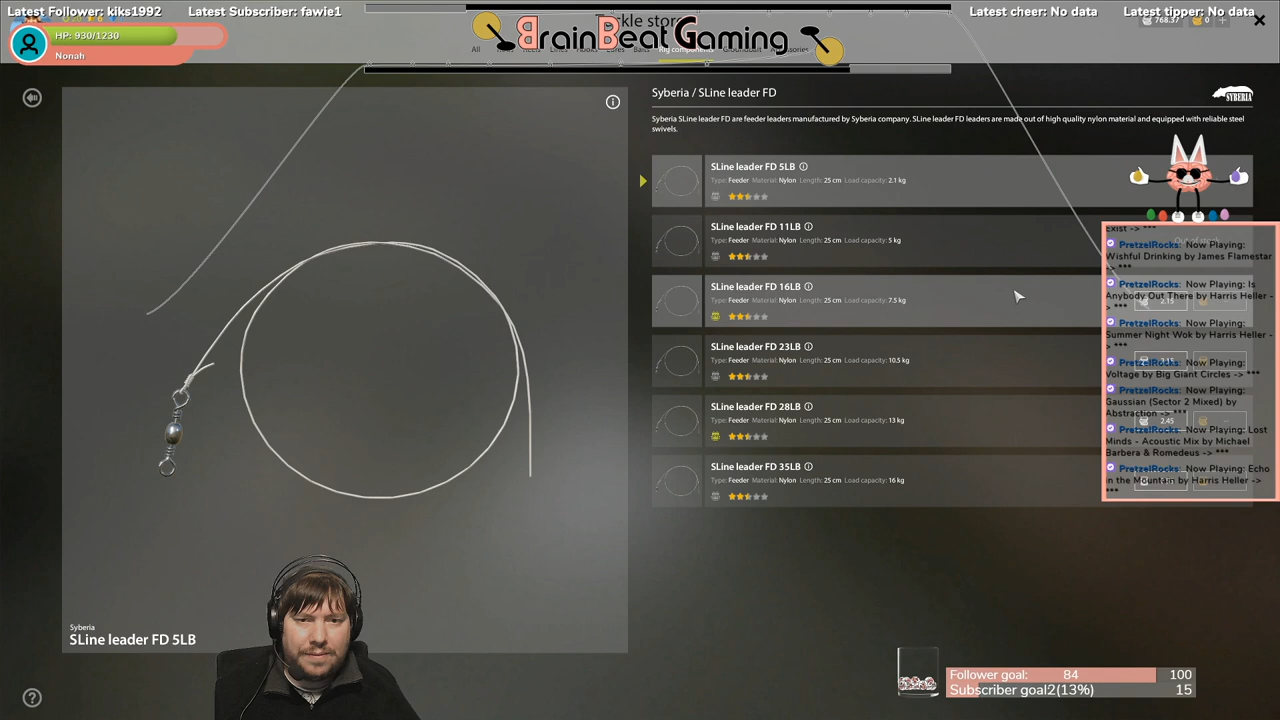 Latest Follower: kiks1992
Latest Subscriber: fawie1
Latest cheer: No data
Latest tipper: No data
HP: 930/1230
Nonah
BrainBeat Gaming
All
768.37
0
Syberia / SLine leader FD
SYBERIA
Syberia SLine leader FD are feeder leaders manufactured by Syberia company. SLine leader FD leaders are made out of high quality nylon material and equipped with reliable steel
swivels.
SLine leader FD 5LB
Type: Feeder Material: Nylon Length: 25 cm Load capacity: 2.1 kg
SLine leader FD 11LB
Type: Feeder Material: Nylon Length: 25 cm Load capacity: 5 kg
SLine leader FD 16LB
Type: Feeder Material: Nylon Length: 25 cm Load capacity: 7.5 kg
SLine leader FD 23LB
Type: Feeder Material: Nylon Length: 25 cm Load capacity: 10.5 kg
SLine leader FD 28LB
Type: Feeder Material: Nylon Length: 25 cm Load capacity: 13 kg
SLine leader FD 35LB
Type: Feeder Material: Nylon Length: 25 cm Load capacity: 16 kg
Exist -> ***
PretzelRocks: Now Playing:
Wishful Drinking by James Flamestar
-> ***
PretzelRocks: Now Playing: Is
Anybody Out There by Harris Heller -
> ***
PretzelRocks: Now Playing:
Summer Night Wok by Harris Heller -
> ***
PretzelRocks: Now Playing:
Voltage by Big Giant Circles -> ***
PretzelRocks: Now Playing:
Gaussian (Sector 2 Mixed) by
Abstraction -> ***
PretzelRocks: Now Playing: Lost
Minds - Acoustic Mix by Michael
Barbera & Romedeus -> ***
PretzelRocks: Now Playing: Echo
in the Mountain by Harris Heller ->
***
2.15
2.45
Syberia
SLine leader FD 5LB
Follower goal: 84 100
Subscriber goal2(13%) 15